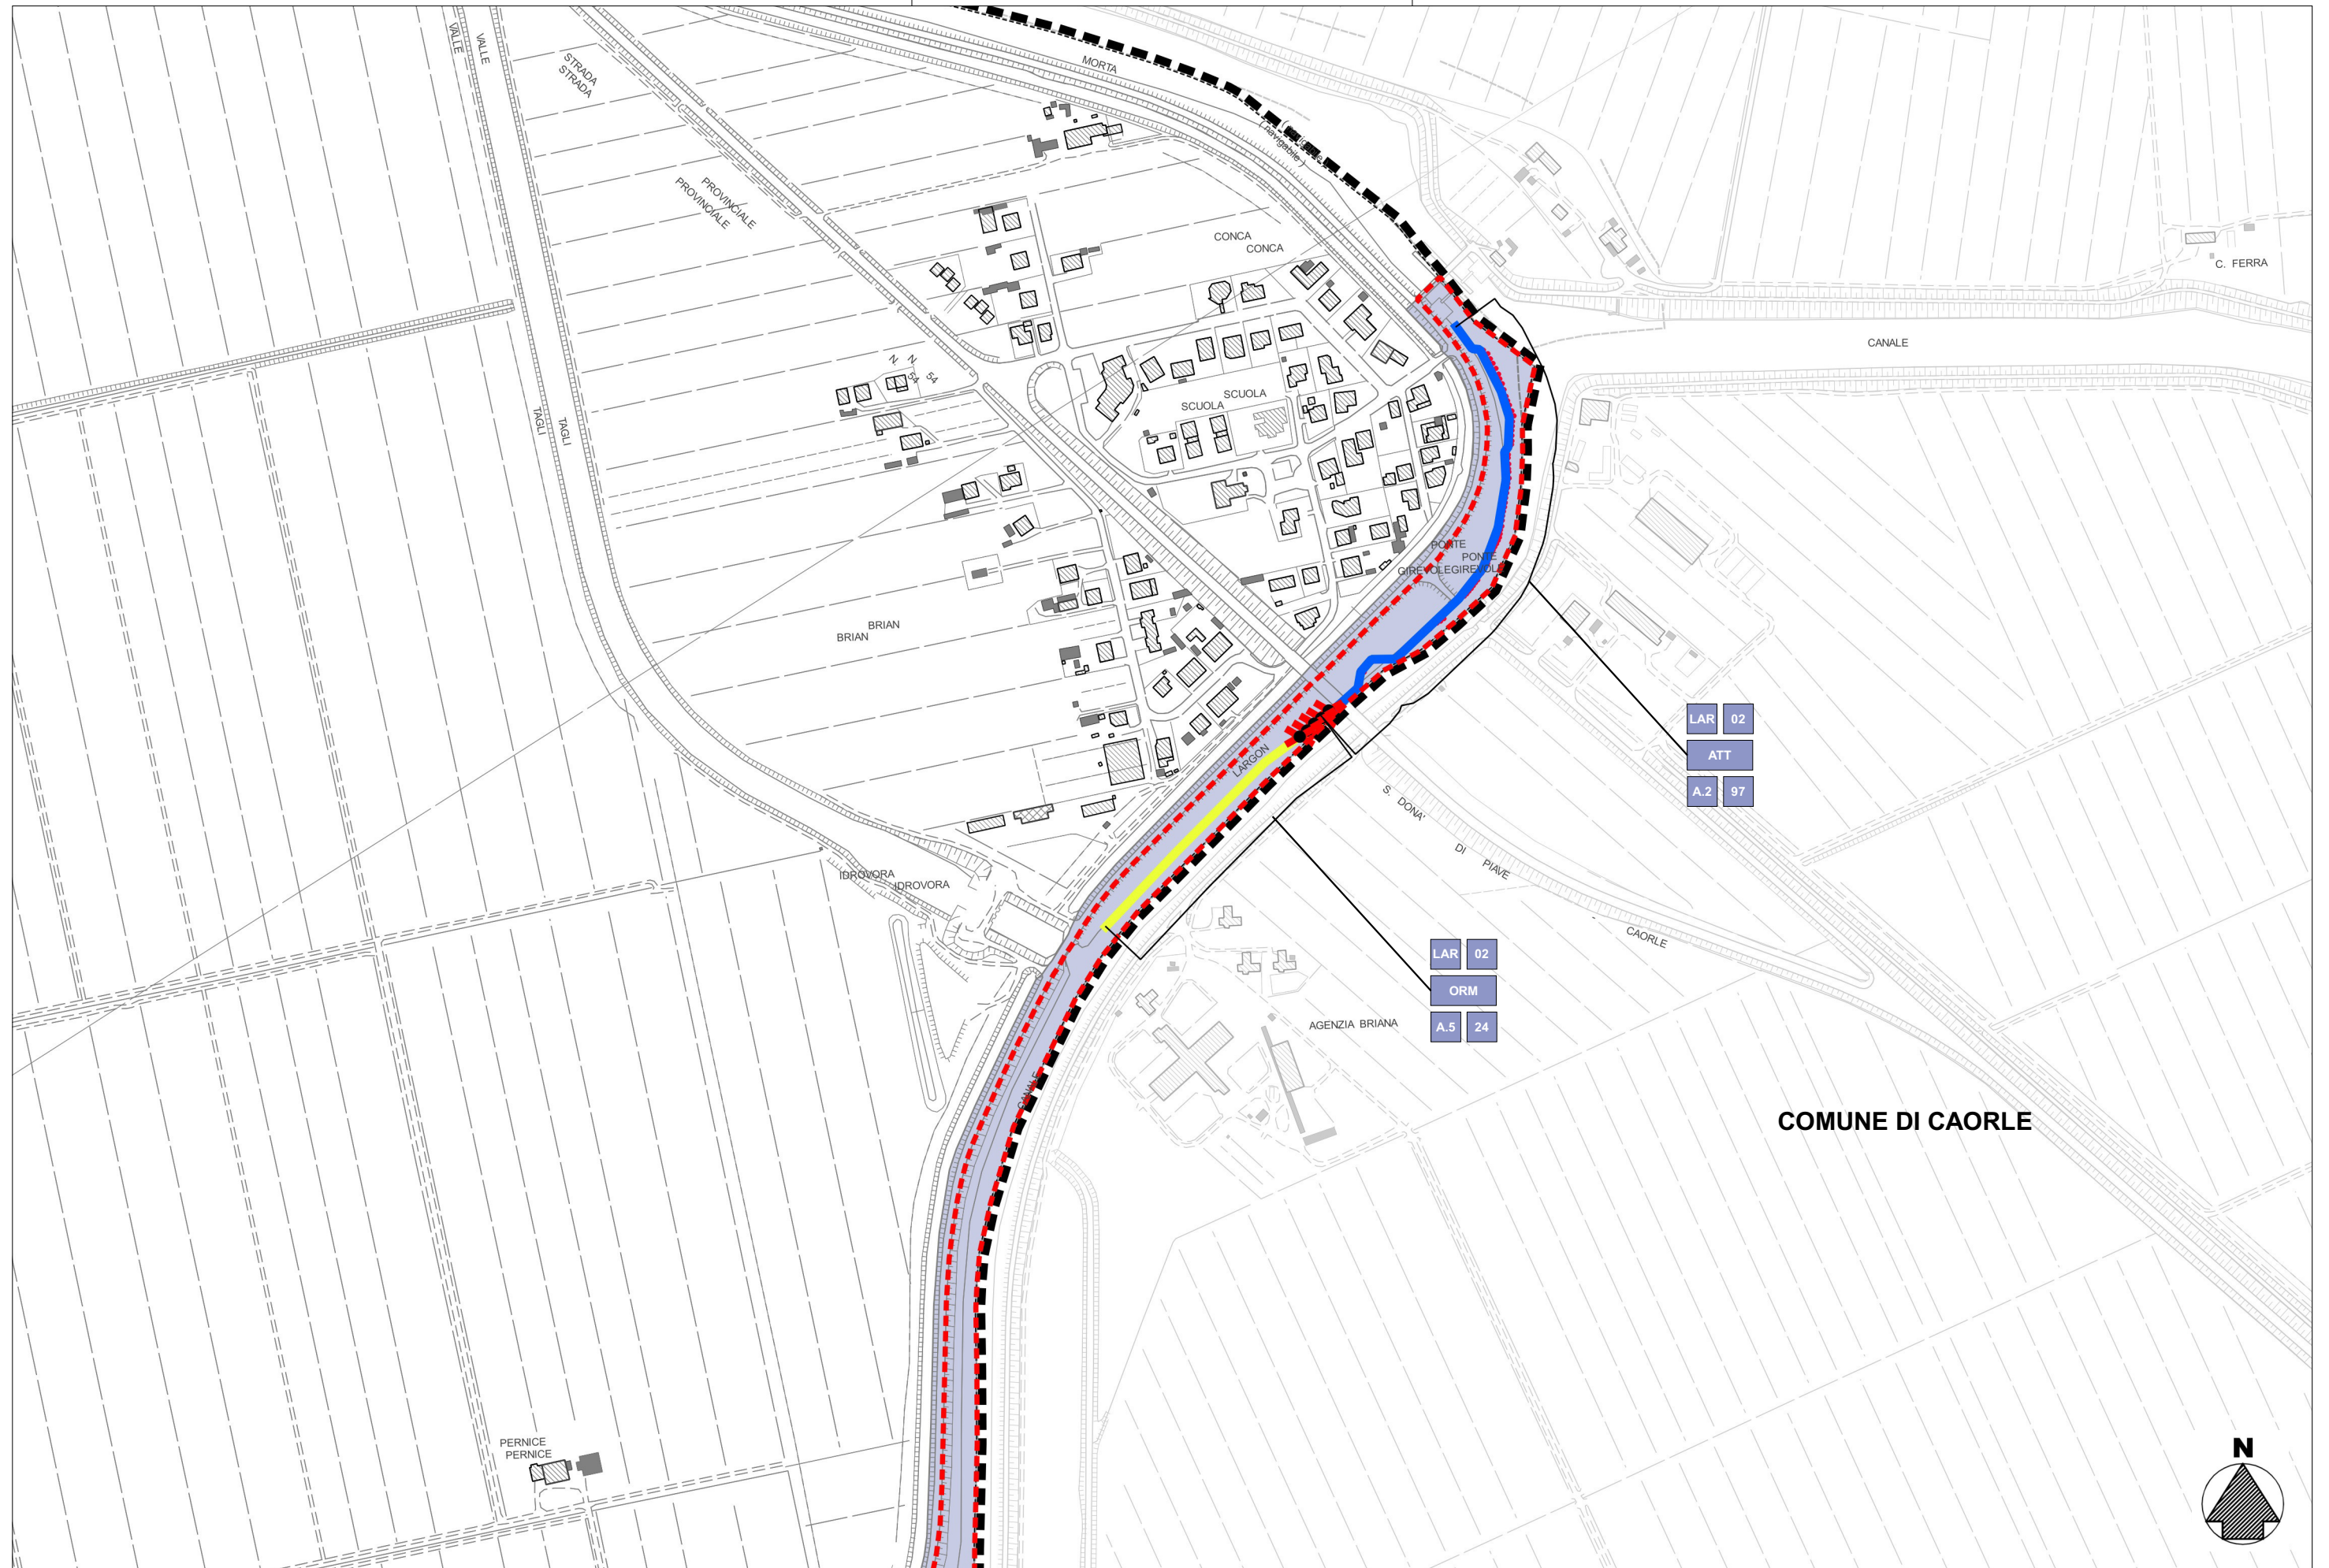 VALLE
VALLE
STRADA
STRADA
MORTA
( navigabile )
PROVINCIALE
PROVINCIALE
CONCA
CONCA
C. FERRA
CANALE
N. 54
N. 54
SCUOLA
SCUOLA
TAGLI
TAGLI
PONTE
PONTE
GIREVOLE
GIREVOLE
BRIAN
BRIAN
LAR 02
ATT
A.2 97
LARGON
S. DONA'
DI PIAVE
CAORLE
IDROVORA
IDROVORA
LAR 02
ORM
A.5 24
AGENZIA BRIANA
CANALE
COMUNE DI CAORLE
PERNICE
PERNICE
N